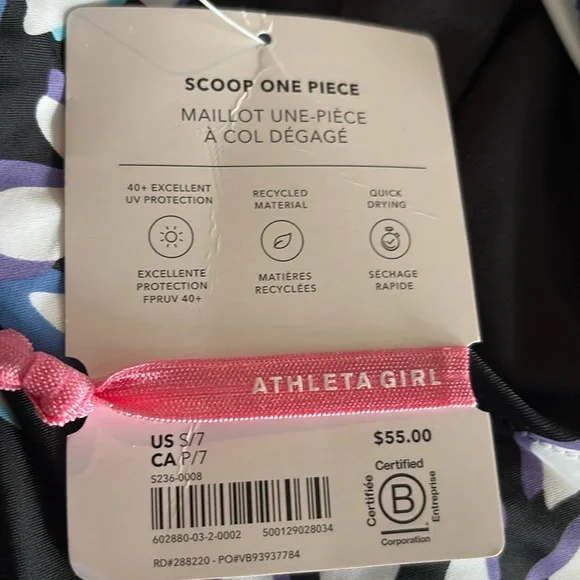 SCOOP ONE PIECE
MAILLOT UNE-PIÈCE
À COL DÉGAGÉ
40+ EXCELLENT
UV PROTECTION
EXCELLENTE
PROTECTION
FPRUV 40+
RECYCLED
MATERIAL
MATIÈRES
RECYCLÉES
QUICK
DRYING
SÉCHAGE
RAPIDE
ATHLETA GIRL
US S/7
CA P/7
S236-0008
602880-03-2-0002 500129028034
RD#288220 - PO#VB93937784
$55.00
Certified
Certifiée
B
Entreprise
Corporation